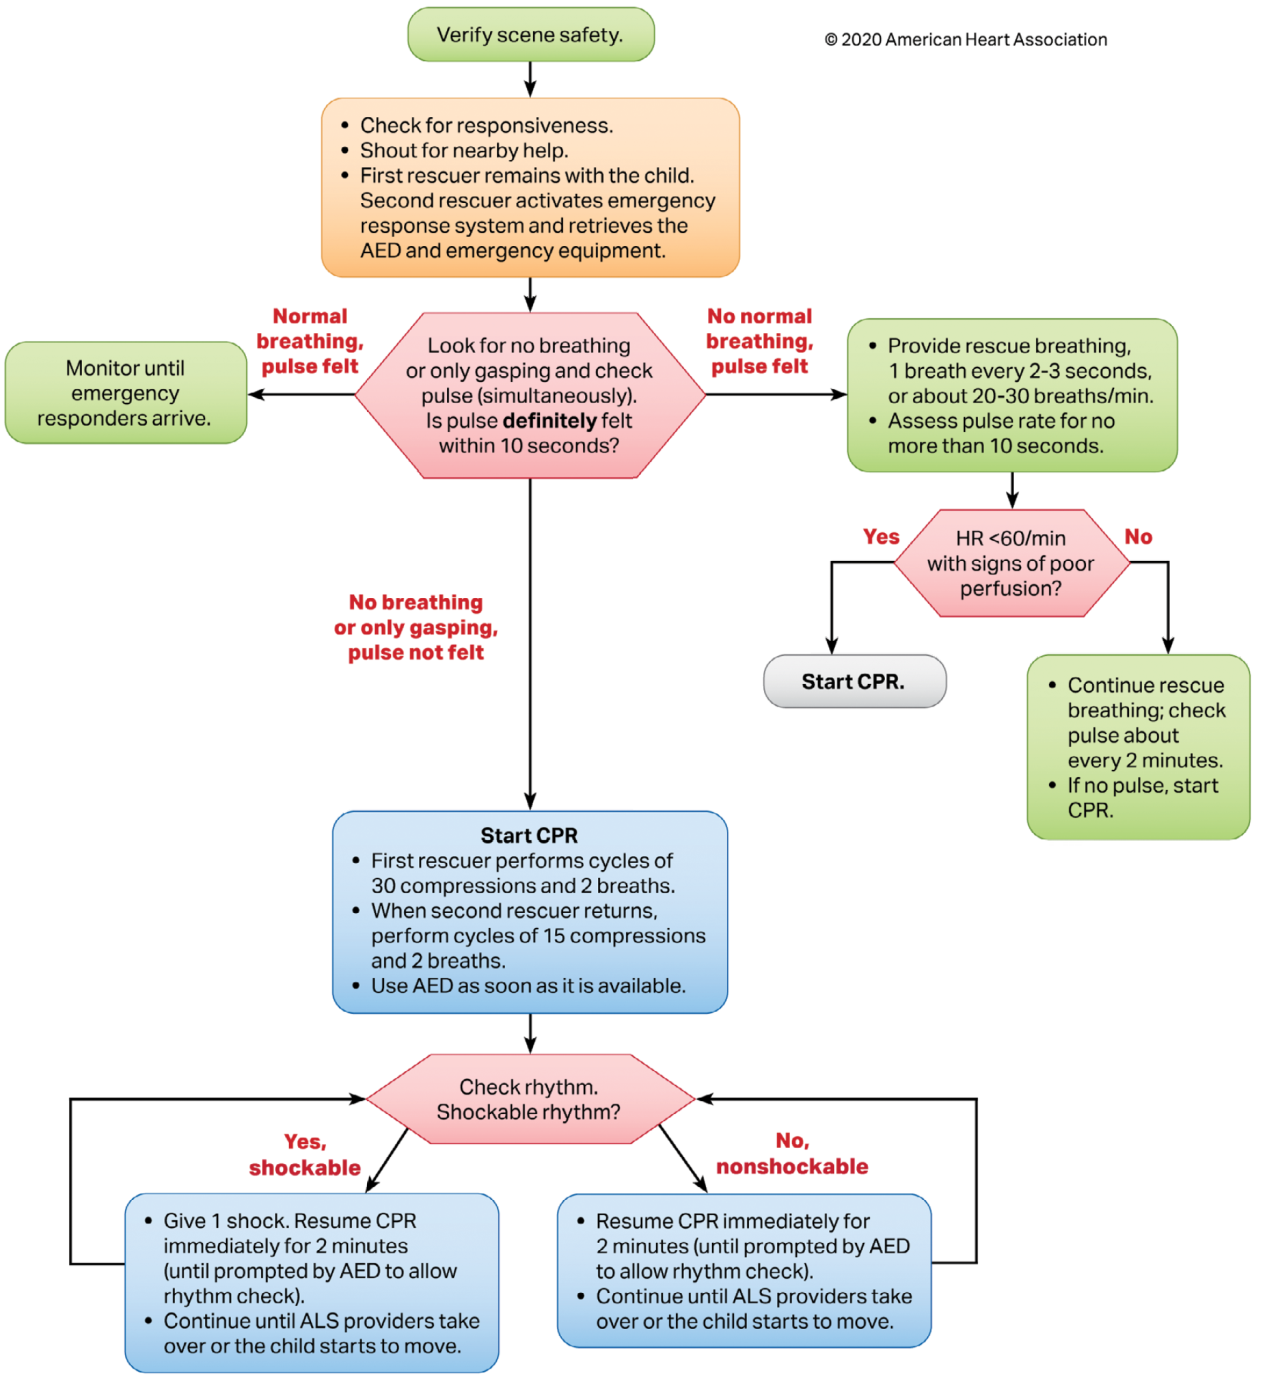 Verify scene safety.
© 2020 American Heart Association
• Check for responsiveness.
• Shout for nearby help.
• First rescuer remains with the child.
Second rescuer activates emergency
response system and retrieves the
AED and emergency equipment.
Normal
breathing,
pulse felt
No normal
breathing,
pulse felt
Monitor until
emergency
responders arrive.
Look for no breathing
or only gasping and check
pulse (simultaneously).
Is pulse definitely felt
within 10 seconds?
• Provide rescue breathing,
1 breath every 2-3 seconds,
or about 20-30 breaths/min.
• Assess pulse rate for no
more than 10 seconds.
Yes
HR <60/min
with signs of poor
perfusion?
No
No breathing
or only gasping,
pulse not felt
Start CPR.
• Continue rescue
breathing; check
pulse about
every 2 minutes.
• If no pulse, start
CPR.
Start CPR
• First rescuer performs cycles of
30 compressions and 2 breaths.
• When second rescuer returns,
perform cycles of 15 compressions
and 2 breaths.
• Use AED as soon as it is available.
Check rhythm.
Shockable rhythm?
Yes,
shockable
No,
nonshockable
• Give 1 shock. Resume CPR
immediately for 2 minutes
(until prompted by AED to allow
rhythm check).
• Continue until ALS providers take
over or the child starts to move.
• Resume CPR immediately for
2 minutes (until prompted by AED
to allow rhythm check).
• Continue until ALS providers take
over or the child starts to move.